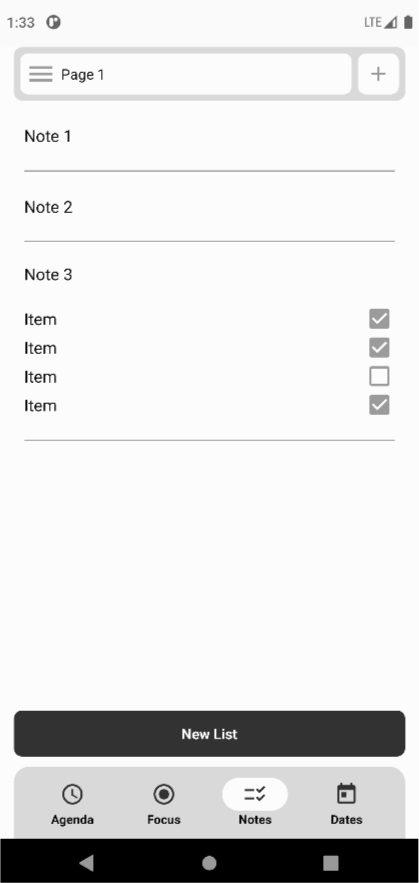 1:33 LTE
Page 1
Note 1
Note 2
Note 3
Item
Item
Item
Item
New List
Agenda Focus Notes Dates